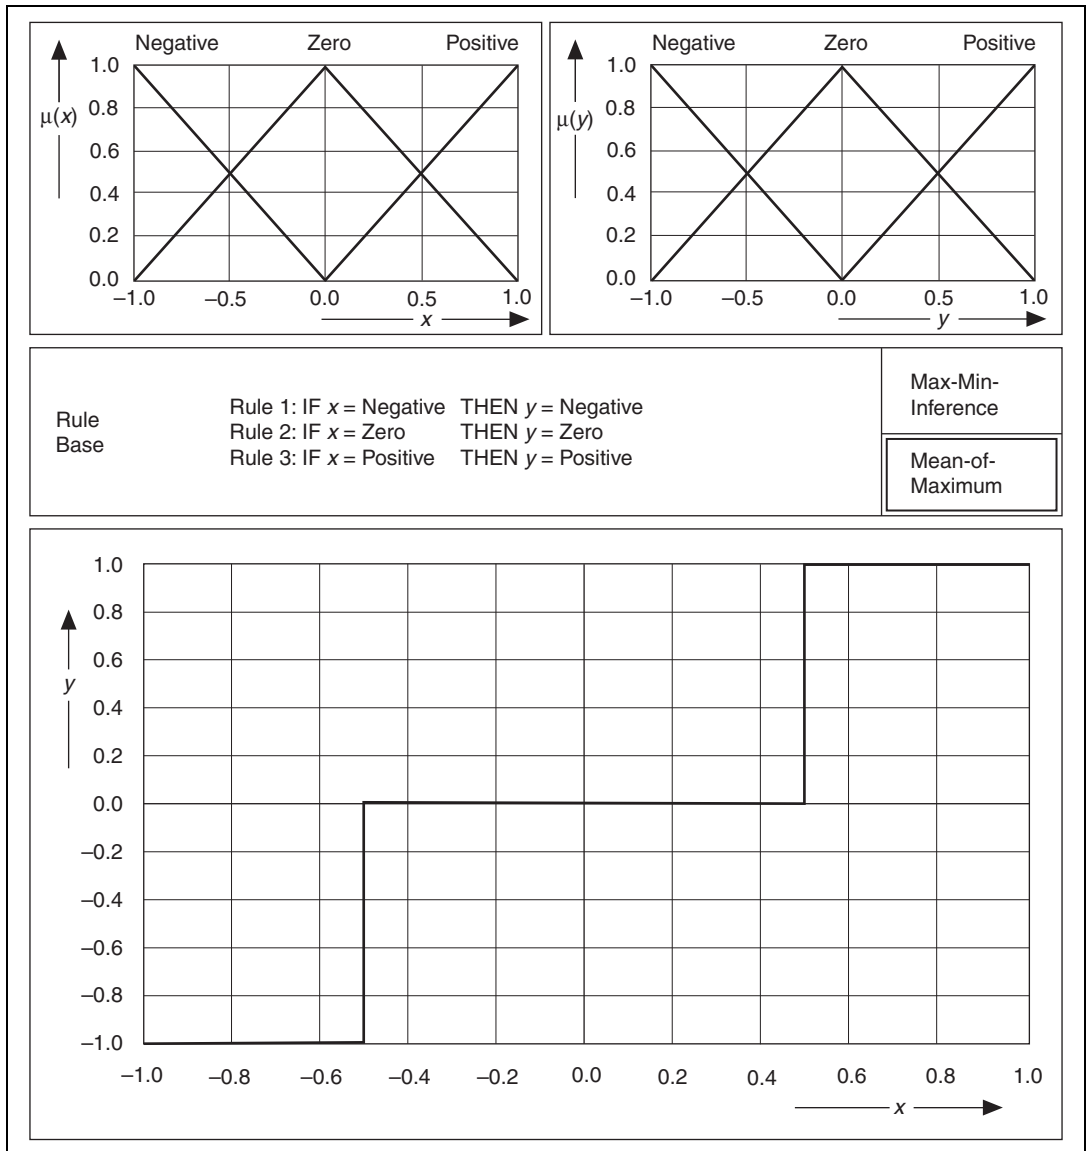 Negative Zero Positive
1.0
0.8
μ(x)
0.6
0.4
0.2
0.0
–1.0 –0.5 0.0 0.5 1.0
x
Negative Zero Positive
1.0
0.8
μ(y)
0.6
0.4
0.2
0.0
–1.0 –0.5 0.0 0.5 1.0
y
Rule
Base
Rule 1: IF x = Negative THEN y = Negative
Rule 2: IF x = Zero THEN y = Zero
Rule 3: IF x = Positive THEN y = Positive
Max-Min-
Inference
Mean-of-
Maximum
1.0
0.8
0.6
y
0.4
0.2
0.0
–0.2
–0.4
–0.6
–0.8
–1.0
–1.0 –0.8 –0.6 –0.4 –0.2 0.0 0.2 0.4 0.6 0.8 1.0
x